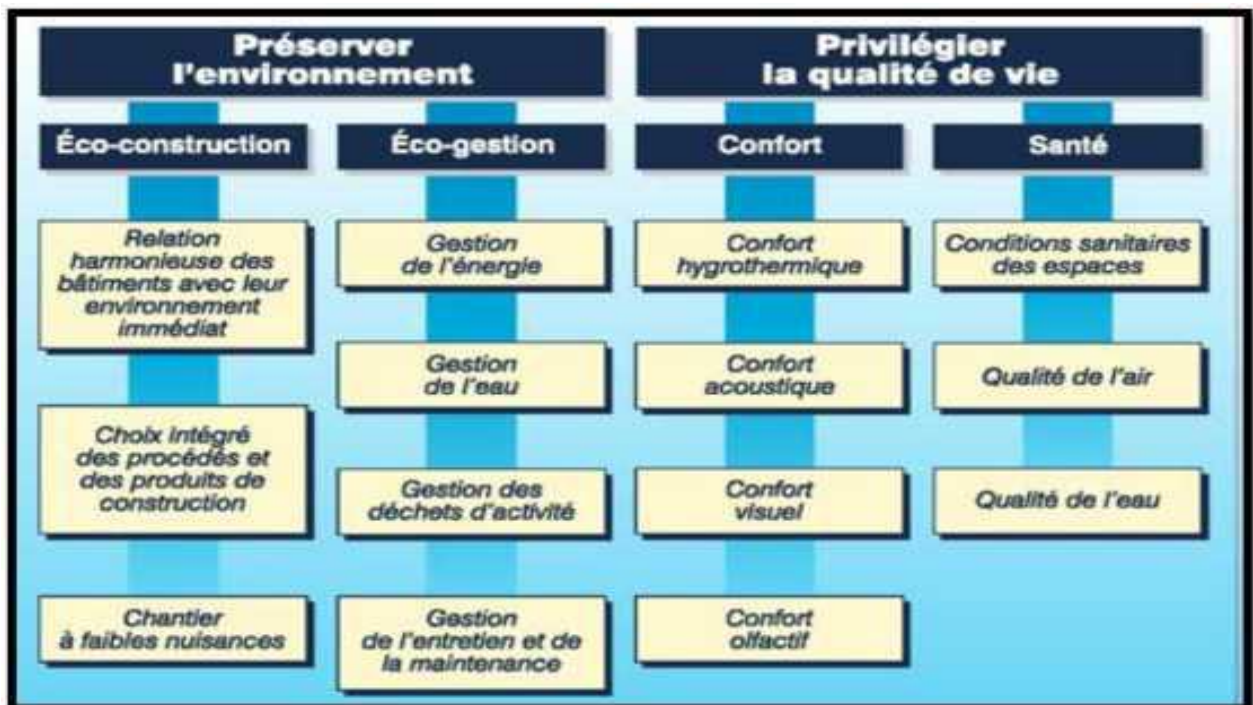 Préserver
l'environnement
Privilégier
la qualité de vie
Éco-construction
Éco-gestion
Confort
Santé
Relation
harmonieuse des
bâtiments avec leur
environnement
immédiat
Choix intégré
des procédés et
des produits de
construction
Chantier
à faibles nuisances
Gestion
de l'énergie
Gestion
de l'eau
Gestion des
déchets d'activité
Gestion
de l'entretien et de
la maintenance
Confort
hygrothermique
Confort
acoustique
Confort
visuel
Confort
olfactif
Conditions sanitaires
des espaces
Qualité de l'air
Qualité de l'eau